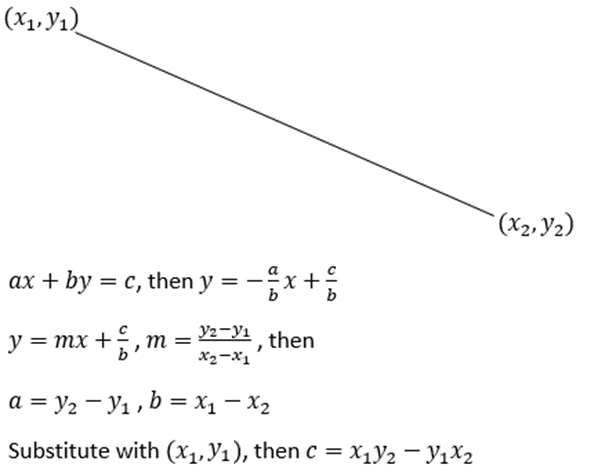 (x₁, y₁)
(x₂, y₂)
ax + by = c, then y = −a/b x + c/b
y = mx + c/b , m = y₂−y₁/x₂−x₁ , then
a = y₂ − y₁ , b = x₁ − x₂
Substitute with (x₁, y₁), then c = x₁y₂ − y₁x₂